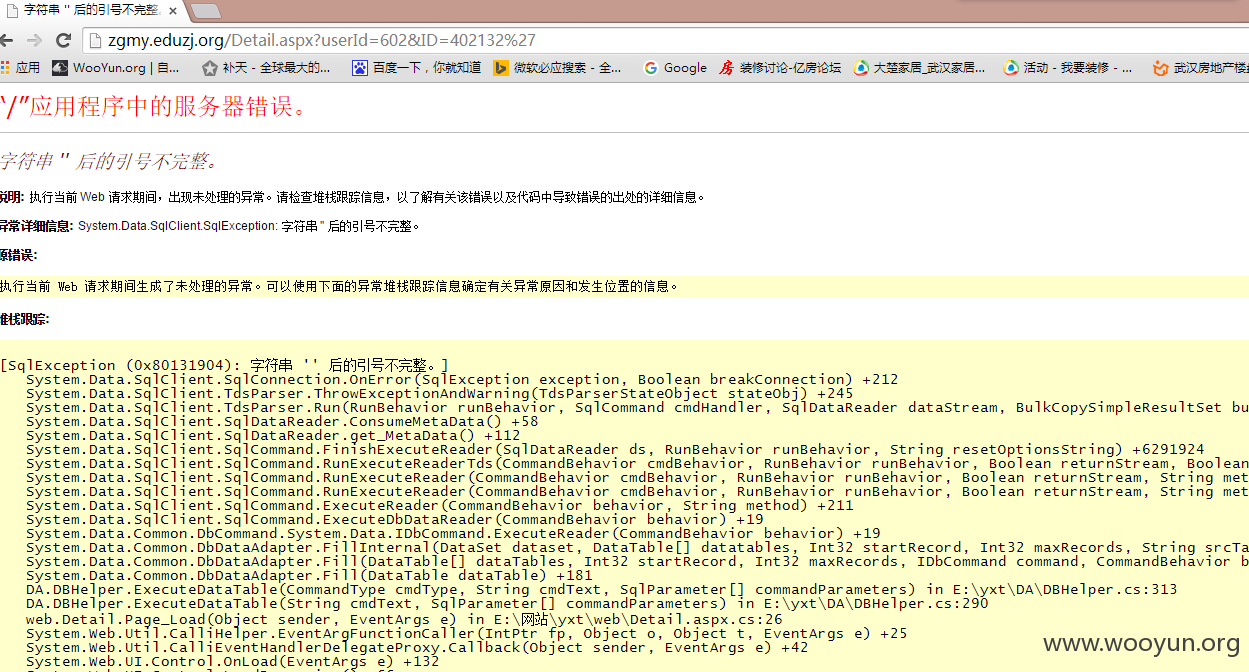 字符串 '' 后的引号不完整。
zgmy.eduzj.org/Detail.aspx?userId=602&ID=402132%27
应用 WooYun.org | 自... 补天 - 全球最大的... 百度一下，你就知道 微软必应搜索 - 全... Google 装修讨论-亿房论坛 大楚家居_武汉家居... 活动 - 我要装修 - ... 武汉房地产楼
“/”应用程序中的服务器错误。
字符串 '' 后的引号不完整。
说明: 执行当前 Web 请求期间，出现未处理的异常。请检查堆栈跟踪信息，以了解有关该错误以及代码中导致错误的出处的详细信息。
异常详细信息: System.Data.SqlClient.SqlException: 字符串 '' 后的引号不完整。
源错误:
执行当前 Web 请求期间生成了未处理的异常。可以使用下面的异常堆栈跟踪信息确定有关异常原因和发生位置的信息。
堆栈跟踪:
[SqlException (0x80131904): 字符串 '' 后的引号不完整。]
System.Data.SqlClient.SqlConnection.OnError(SqlException exception, Boolean breakConnection) +212
System.Data.SqlClient.TdsParser.ThrowExceptionAndWarning(TdsParserStateObject stateObj) +245
System.Data.SqlClient.TdsParser.Run(RunBehavior runBehavior, SqlCommand cmdHandler, SqlDataReader dataStream, BulkCopySimpleResultSet bu
System.Data.SqlClient.SqlDataReader.ConsumeMetaData() +58
System.Data.SqlClient.SqlDataReader.get_MetaData() +112
System.Data.SqlClient.SqlCommand.FinishExecuteReader(SqlDataReader ds, RunBehavior runBehavior, String resetOptionsString) +6291924
System.Data.SqlClient.SqlCommand.RunExecuteReaderTds(CommandBehavior cmdBehavior, RunBehavior runBehavior, Boolean returnStream, Boolean
System.Data.SqlClient.SqlCommand.RunExecuteReader(CommandBehavior cmdBehavior, RunBehavior runBehavior, Boolean returnStream, String met
System.Data.SqlClient.SqlCommand.RunExecuteReader(CommandBehavior cmdBehavior, RunBehavior runBehavior, Boolean returnStream, String met
System.Data.SqlClient.SqlCommand.ExecuteReader(CommandBehavior behavior, String method) +211
System.Data.SqlClient.SqlCommand.ExecuteDbDataReader(CommandBehavior behavior) +19
System.Data.Common.DbCommand.System.Data.IDbCommand.ExecuteReader(CommandBehavior behavior) +19
System.Data.Common.DbDataAdapter.FillInternal(DataSet dataset, DataTable[] datatables, Int32 startRecord, Int32 maxRecords, String srcTa
System.Data.Common.DbDataAdapter.Fill(DataTable[] dataTables, Int32 startRecord, Int32 maxRecords, IDbCommand command, CommandBehavior b
System.Data.Common.DbDataAdapter.Fill(DataTable dataTable) +181
DA.DBHelper.ExecuteDataTable(CommandType cmdType, String cmdText, SqlParameter[] commandParameters) in E:\yxt\DA\DBHelper.cs:313
DA.DBHelper.ExecuteDataTable(String cmdText, SqlParameter[] commandParameters) in E:\yxt\DA\DBHelper.cs:290
web.Detail.Page_Load(Object sender, EventArgs e) in E:\网站\yxt\web\Detail.aspx.cs:26
System.Web.Util.CalliHelper.EventArgFunctionCaller(IntPtr fp, Object o, Object t, EventArgs e) +25
System.Web.Util.CalliEventHandlerDelegateProxy.Callback(Object sender, EventArgs e) +42
System.Web.UI.Control.OnLoad(EventArgs e) +132
www.wooyun.org